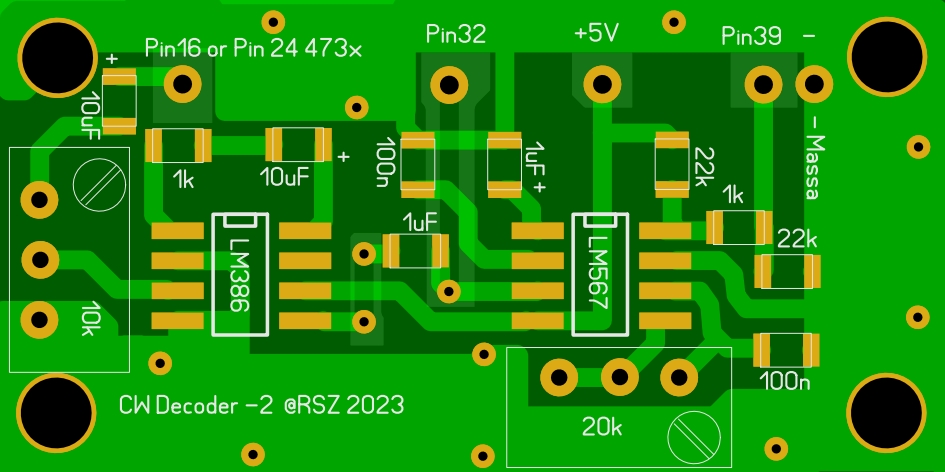 Pin16 or Pin 24 473x
Pin32
+5V
Pin39 -
+
10uF
1k
10uF
+
100n
1uF +
22k
- Massa
1k
22k
1uF
LM386
LM567
10k
100n
CW Decoder -2 @RSZ 2023
20k